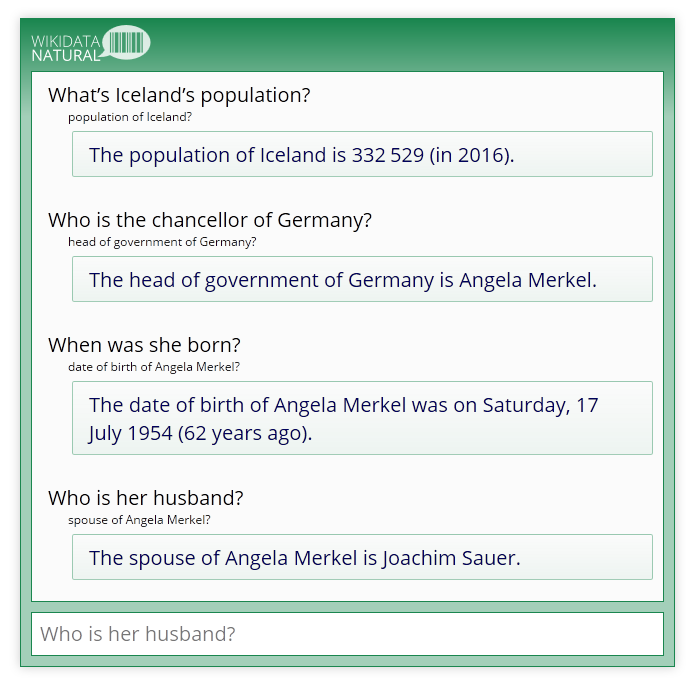 WIKIDATA
NATURAL
What’s Iceland’s population?
population of Iceland?
The population of Iceland is 332 529 (in 2016).
Who is the chancellor of Germany?
head of government of Germany?
The head of government of Germany is Angela Merkel.
When was she born?
date of birth of Angela Merkel?
The date of birth of Angela Merkel was on Saturday, 17
July 1954 (62 years ago).
Who is her husband?
spouse of Angela Merkel?
The spouse of Angela Merkel is Joachim Sauer.
Who is her husband?